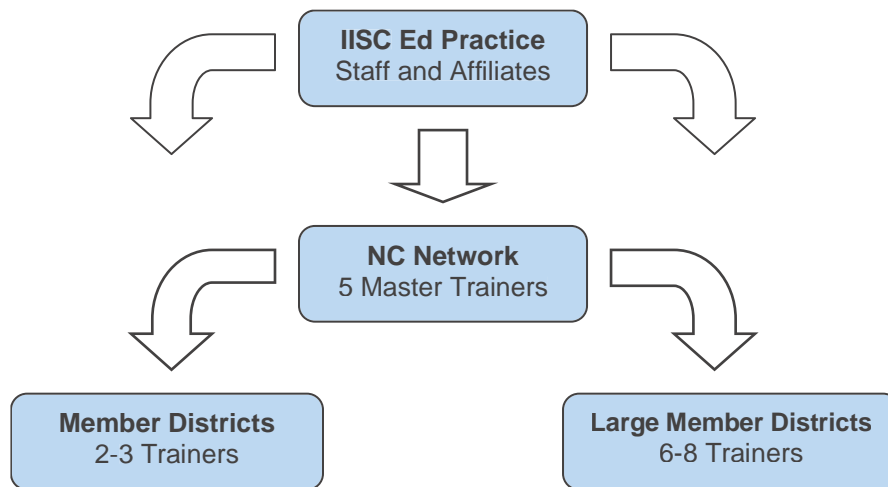 IISC Ed Practice
Staff and Affiliates
NC Network
5 Master Trainers
Member Districts
2-3 Trainers
Large Member Districts
6-8 Trainers